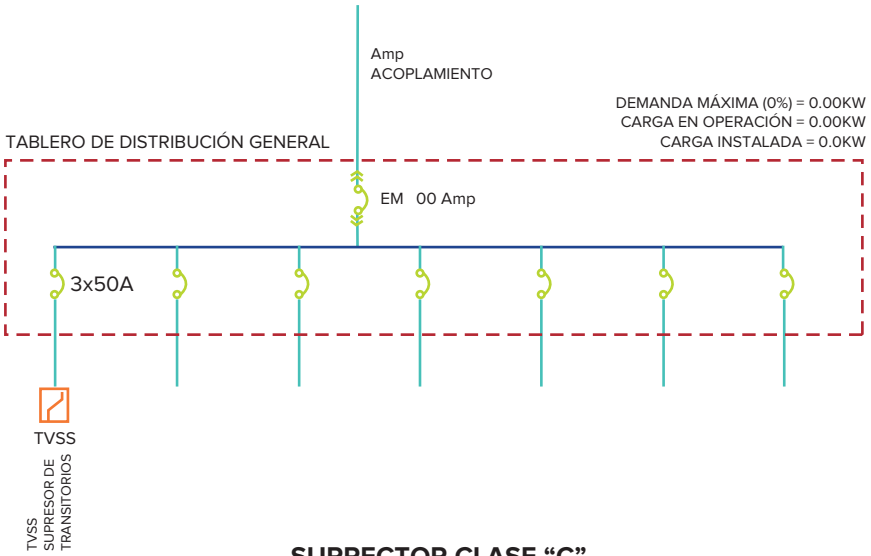 Amp
ACOPLAMIENTO
DEMANDA MÁXIMA (0%) = 0.00KW
CARGA EN OPERACIÓN = 0.00KW
CARGA INSTALADA = 0.0KW
TABLERO DE DISTRIBUCIÓN GENERAL
EM 00 Amp
3x50A
TVSS
TVSS
SUPRESOR DE
TRANSITORIOS
SUPRECTOR CLASE “C”